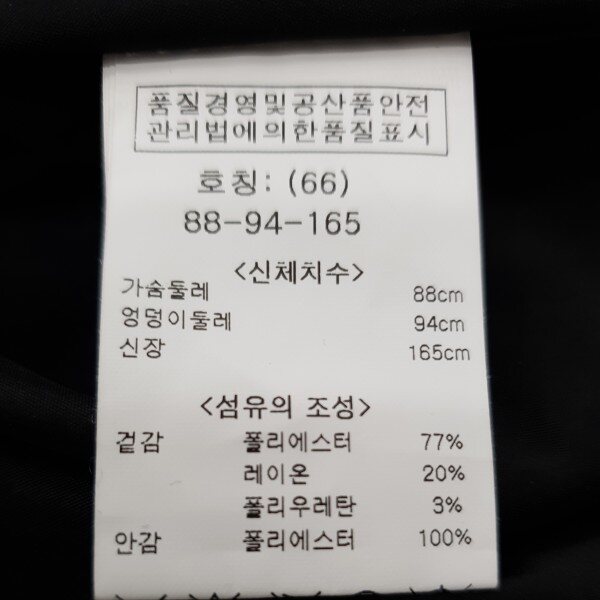 품질경영및공산품안전
관리법에의한품질표시
호칭: (66)
88-94-165
<신체치수>
가슴둘레 88cm
엉덩이둘레 94cm
신장 165cm
<섬유의 조성>
겉감 폴리에스터 77%
레이온 20%
폴리우레탄 3%
안감 폴리에스터 100%